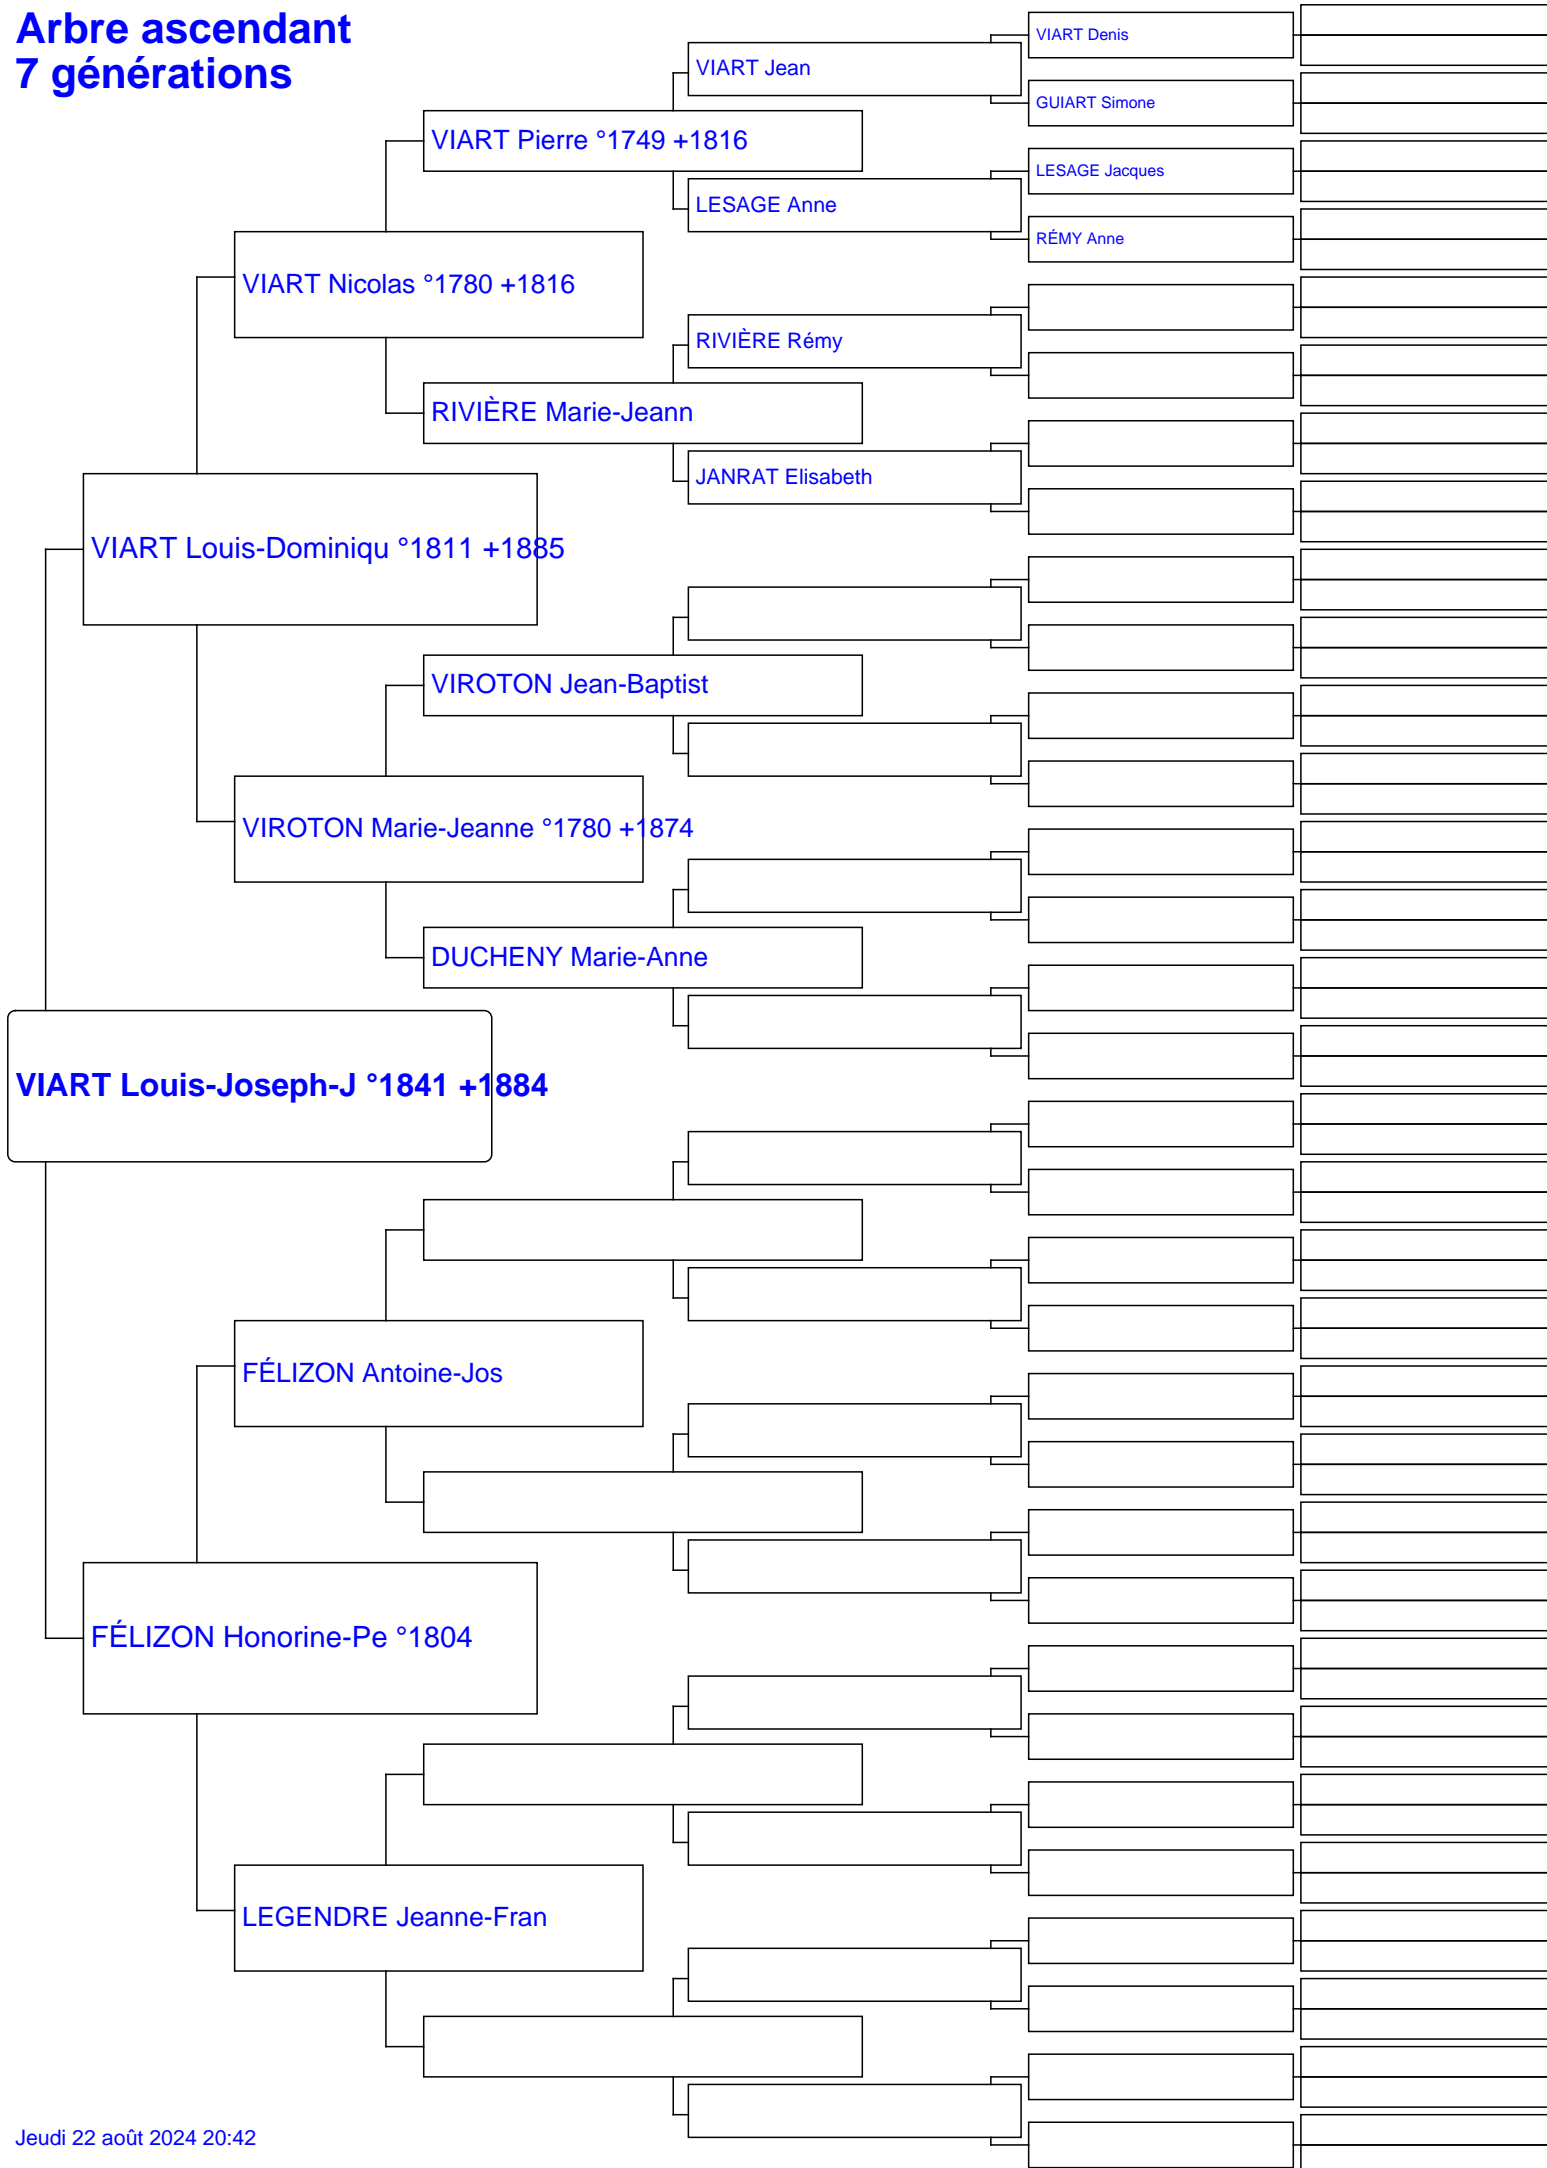 Arbre ascendant
7 générations
VIART Denis
VIART Jean
GUIART Simone
VIART Pierre °1749 +1816
LESAGE Jacques
LESAGE Anne
RÉMY Anne
VIART Nicolas °1780 +1816
RIVIÈRE Rémy
RIVIÈRE Marie-Jeann
JANRAT Elisabeth
VIART Louis-Dominiqu °1811 +1885
VIROTON Jean-Baptist
VIROTON Marie-Jeanne °1780 +1874
DUCHENY Marie-Anne
VIART Louis-Joseph-J °1841 +1884
FÉLIZON Antoine-Jos
FÉLIZON Honorine-Pe °1804
LEGENDRE Jeanne-Fran
Jeudi 22 août 2024 20:42